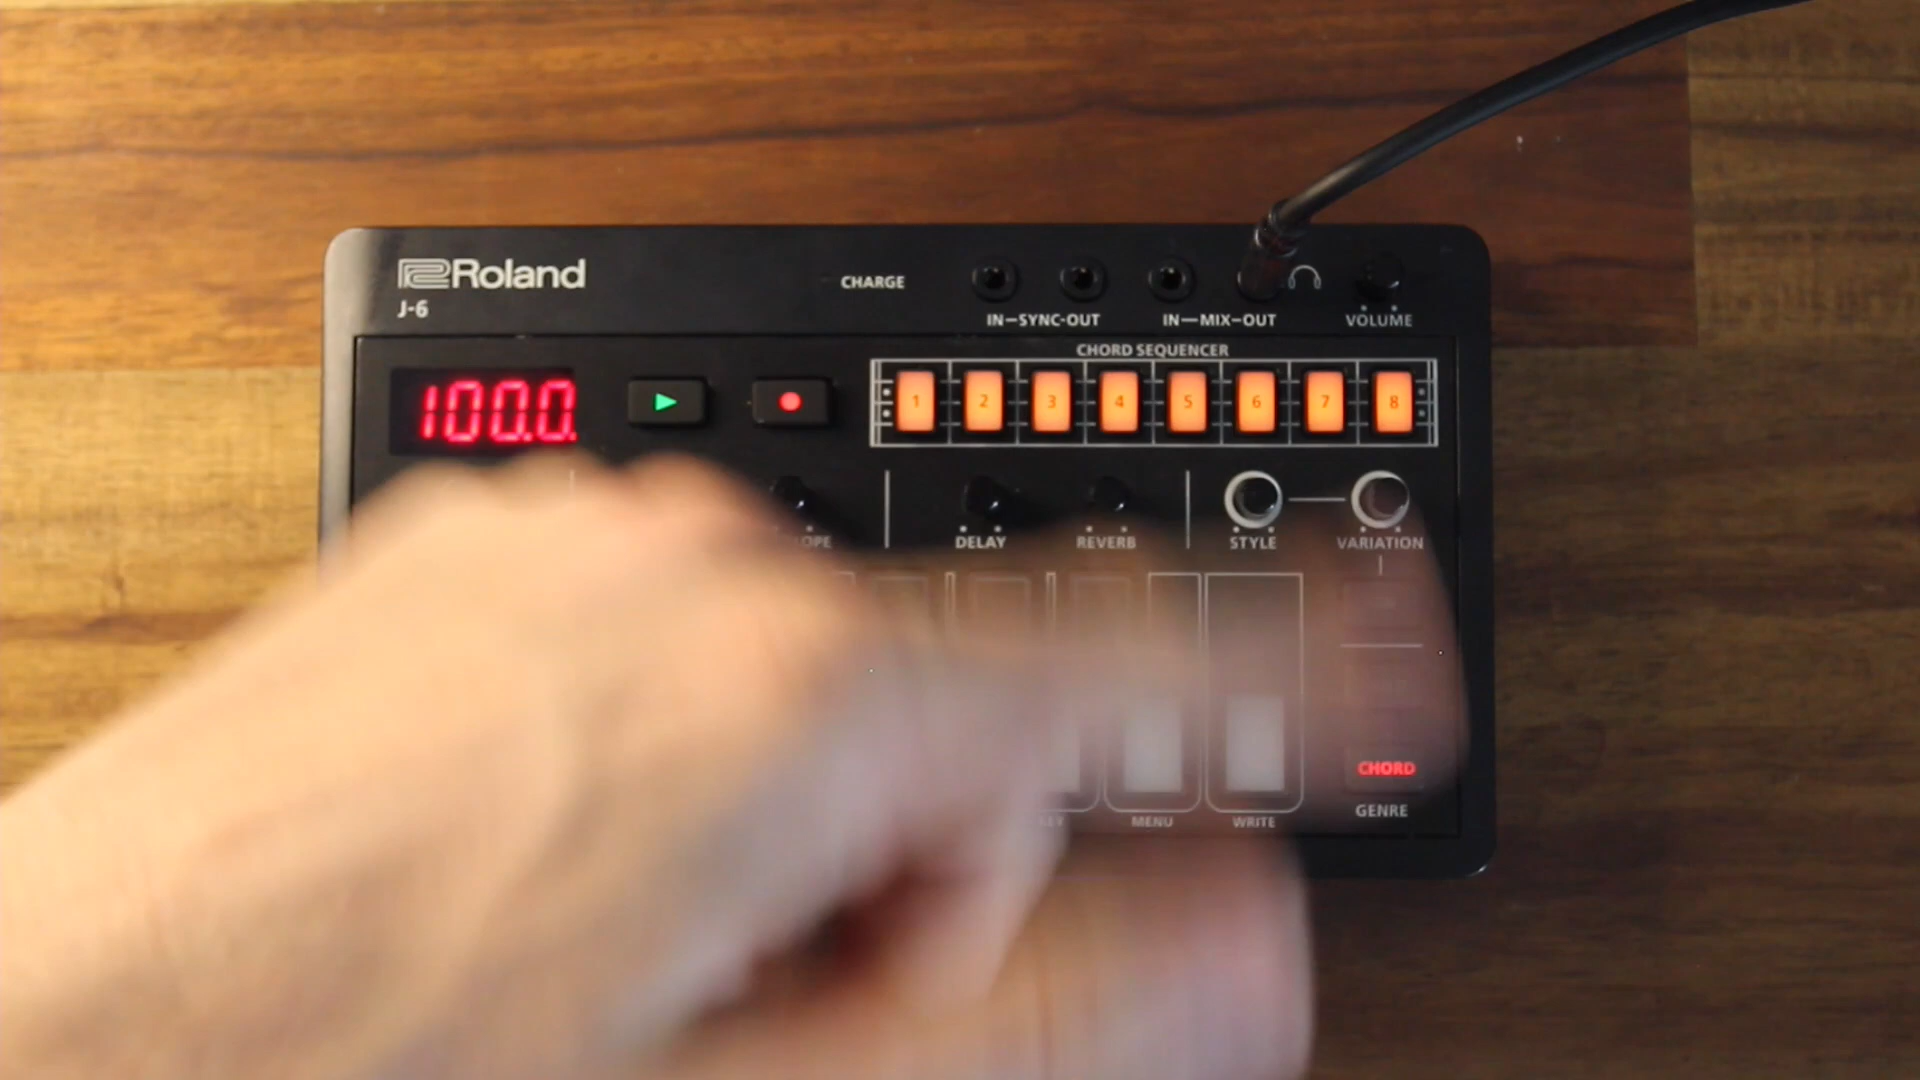 Roland
J-6
CHARGE
IN–SYNC-OUT
IN–MIX–OUT
VOLUME
CHORD SEQUENCER
100.0.
1 2 3 4 5 6 7 8
DELAY
REVERB
STYLE
VARIATION
CHORD
GENRE
MENU
WRITE